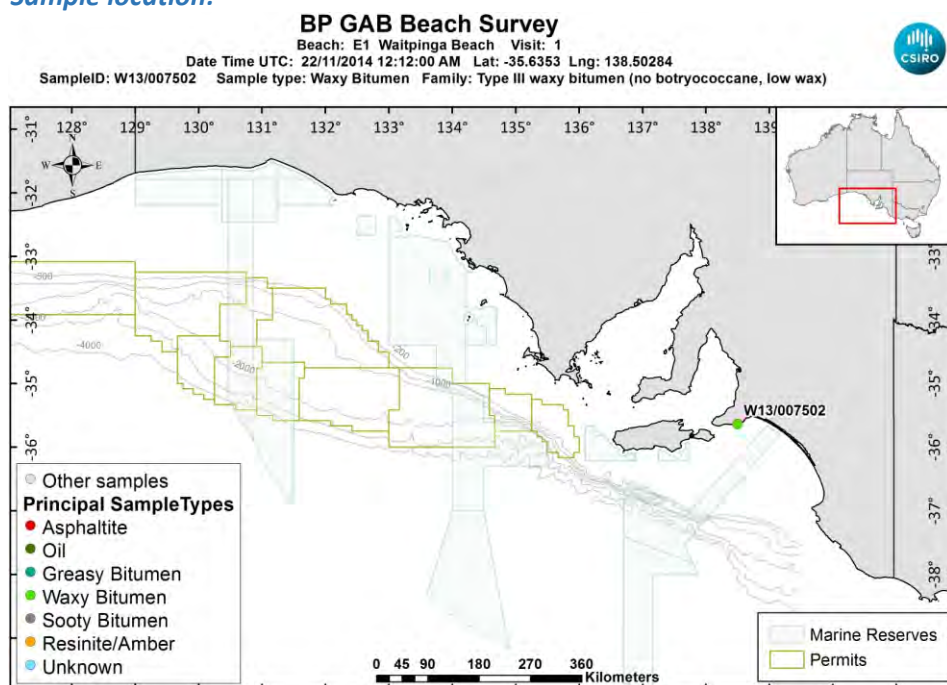 Sample location:
BP GAB Beach Survey
Beach: E1 Waitpinga Beach Visit: 1
Date Time UTC: 22/11/2014 12:12:00 AM Lat: -35.6353 Lng: 138.50284
SampleID: W13/007502 Sample type: Waxy Bitumen Family: Type III waxy bitumen (no botryococcane, low wax)
CSIRO
128° 129° 130° 131° 132° 133° 134° 135° 136° 137° 138° 139
-31°
-32°
-33°
-34°
-35°
-36°
-37°
-38°
N
W E
S
-33°
-34°
-35°
-36°
-37°
-38°
-4000
-2000
-200
-1000
W13/007502
Other samples
Principal SampleTypes
Asphaltite
Oil
Greasy Bitumen
Waxy Bitumen
Sooty Bitumen
Resinite/Amber
Unknown
0 45 90 180 270 360
Kilometers
Marine Reserves
Permits